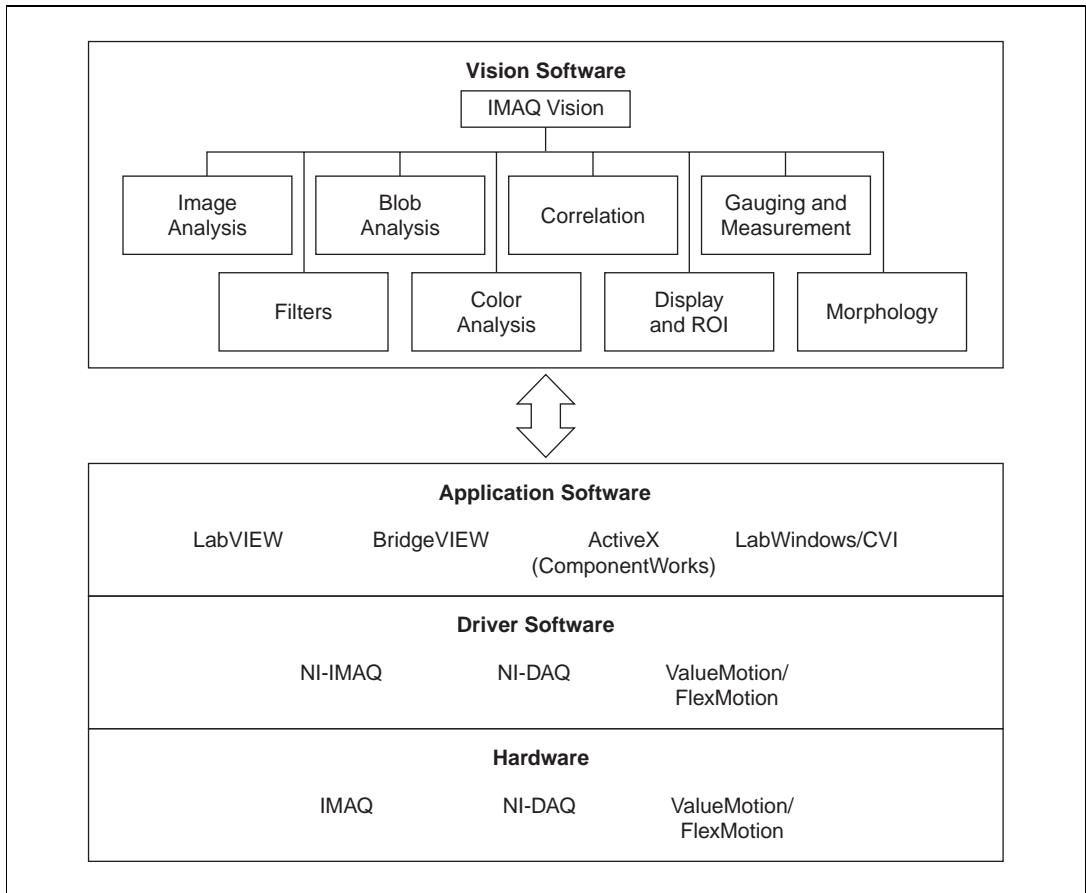 Vision Software
IMAQ Vision
Image
Analysis
Blob
Analysis
Correlation
Gauging and
Measurement
Filters
Color
Analysis
Display
and ROI
Morphology
Application Software
LabVIEW
BridgeVIEW
ActiveX
(ComponentWorks)
LabWindows/CVI
Driver Software
NI-IMAQ
NI-DAQ
ValueMotion/
FlexMotion
Hardware
IMAQ
NI-DAQ
ValueMotion/
FlexMotion